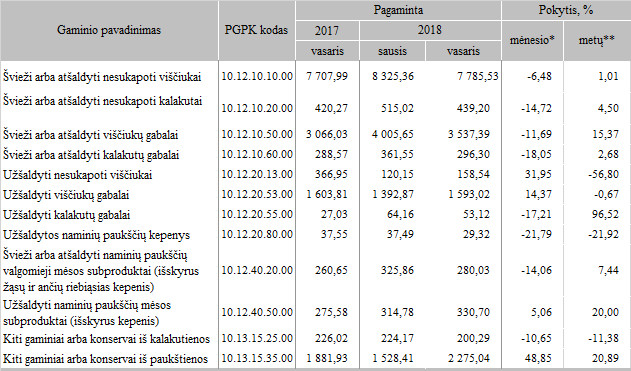 Gaminio pavadinimas PGPK kodas Pagaminta Pokytis, %
2017 2018 mėnesio* metų**
vasaris sausis vasaris
Švieži arba atšaldyti nesukapoti viščiukai 10.12.10.10.00 7 707,99 8 325,36 7 785,53 -6,48 1,01
Švieži arba atšaldyti nesukapoti kalakutai 10.12.10.20.00 420,27 515,02 439,20 -14,72 4,50
Švieži arba atšaldyti viščiukų gabalai 10.12.10.50.00 3 066,03 4 005,65 3 537,39 -11,69 15,37
Švieži arba atšaldyti kalakutų gabalai 10.12.10.60.00 288,57 361,55 296,30 -18,05 2,68
Užšaldyti nesukapoti viščiukai 10.12.20.13.00 366,95 120,15 158,54 31,95 -56,80
Užšaldyti viščiukų gabalai 10.12.20.53.00 1 603,81 1 392,87 1 593,02 14,37 -0,67
Užšaldyti kalakutų gabalai 10.12.20.55.00 27,03 64,16 53,12 -17,21 96,52
Užšaldytos naminių paukščių kepenys 10.12.20.80.00 37,55 37,49 29,32 -21,79 -21,92
Švieži arba atšaldyti naminių paukščių
valgomieji mėsos subproduktai (išskyrus 10.12.40.20.00 260,65 325,86 280,03 -14,06 7,44
žąsų ir ančių riebiąsias kepenis)
Užšaldyti naminių paukščių mėsos
subproduktai (išskyrus kepenis) 10.12.40.50.00 275,58 314,78 330,70 5,06 20,00
Kiti gaminiai arba konservai iš kalakutienos 10.13.15.25.00 226,02 224,17 200,29 -10,65 -11,38
Kiti gaminiai arba konservai iš paukštienos 10.13.15.35.00 1 881,93 1 528,41 2 275,04 48,85 20,89